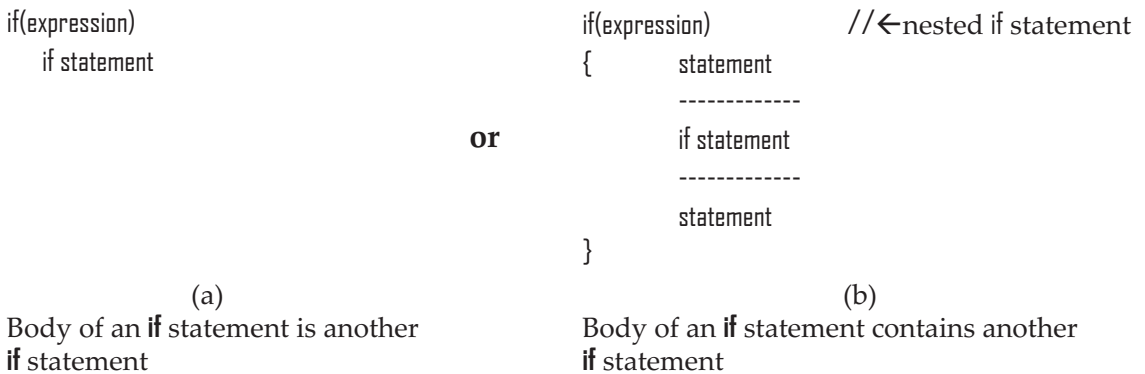 if(expression)
if statement
or
if(expression) //←nested if statement
{ statement
-------------
if statement
-------------
statement
}
(a)
Body of an if statement is another
if statement
(b)
Body of an if statement contains another
if statement